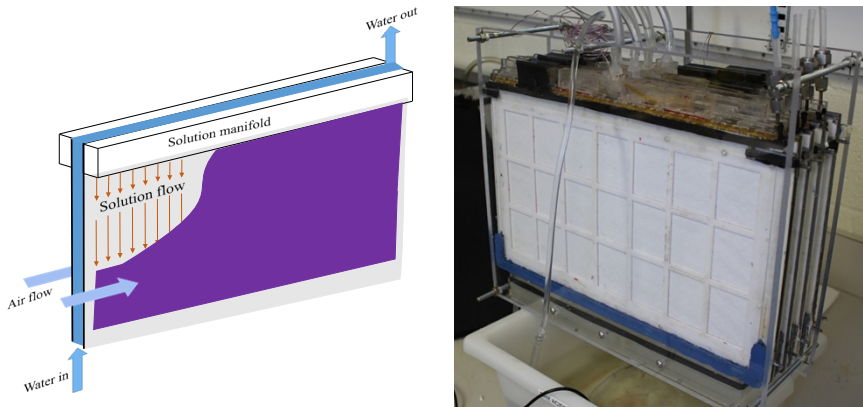 Water out
Solution manifold
Solution flow
Air flow
Water in